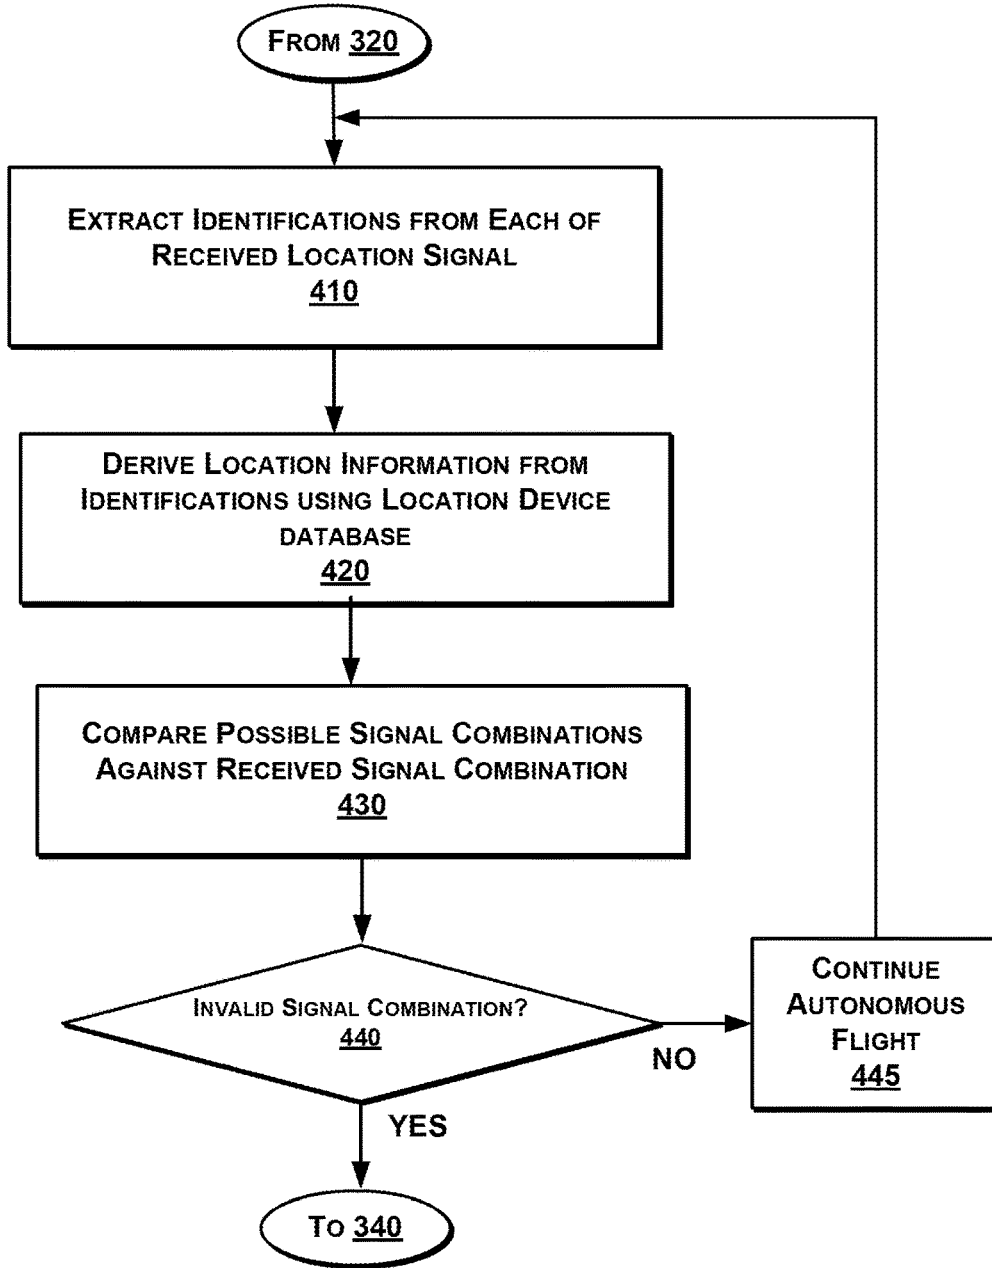 FROM 320
EXTRACT IDENTIFICATIONS FROM EACH OF
RECEIVED LOCATION SIGNAL
410
DERIVE LOCATION INFORMATION FROM
IDENTIFICATIONS USING LOCATION DEVICE
DATABASE
420
COMPARE POSSIBLE SIGNAL COMBINATIONS
AGAINST RECEIVED SIGNAL COMBINATION
430
INVALID SIGNAL COMBINATION?
440
NO
CONTINUE
AUTONOMOUS
FLIGHT
445
YES
TO 340